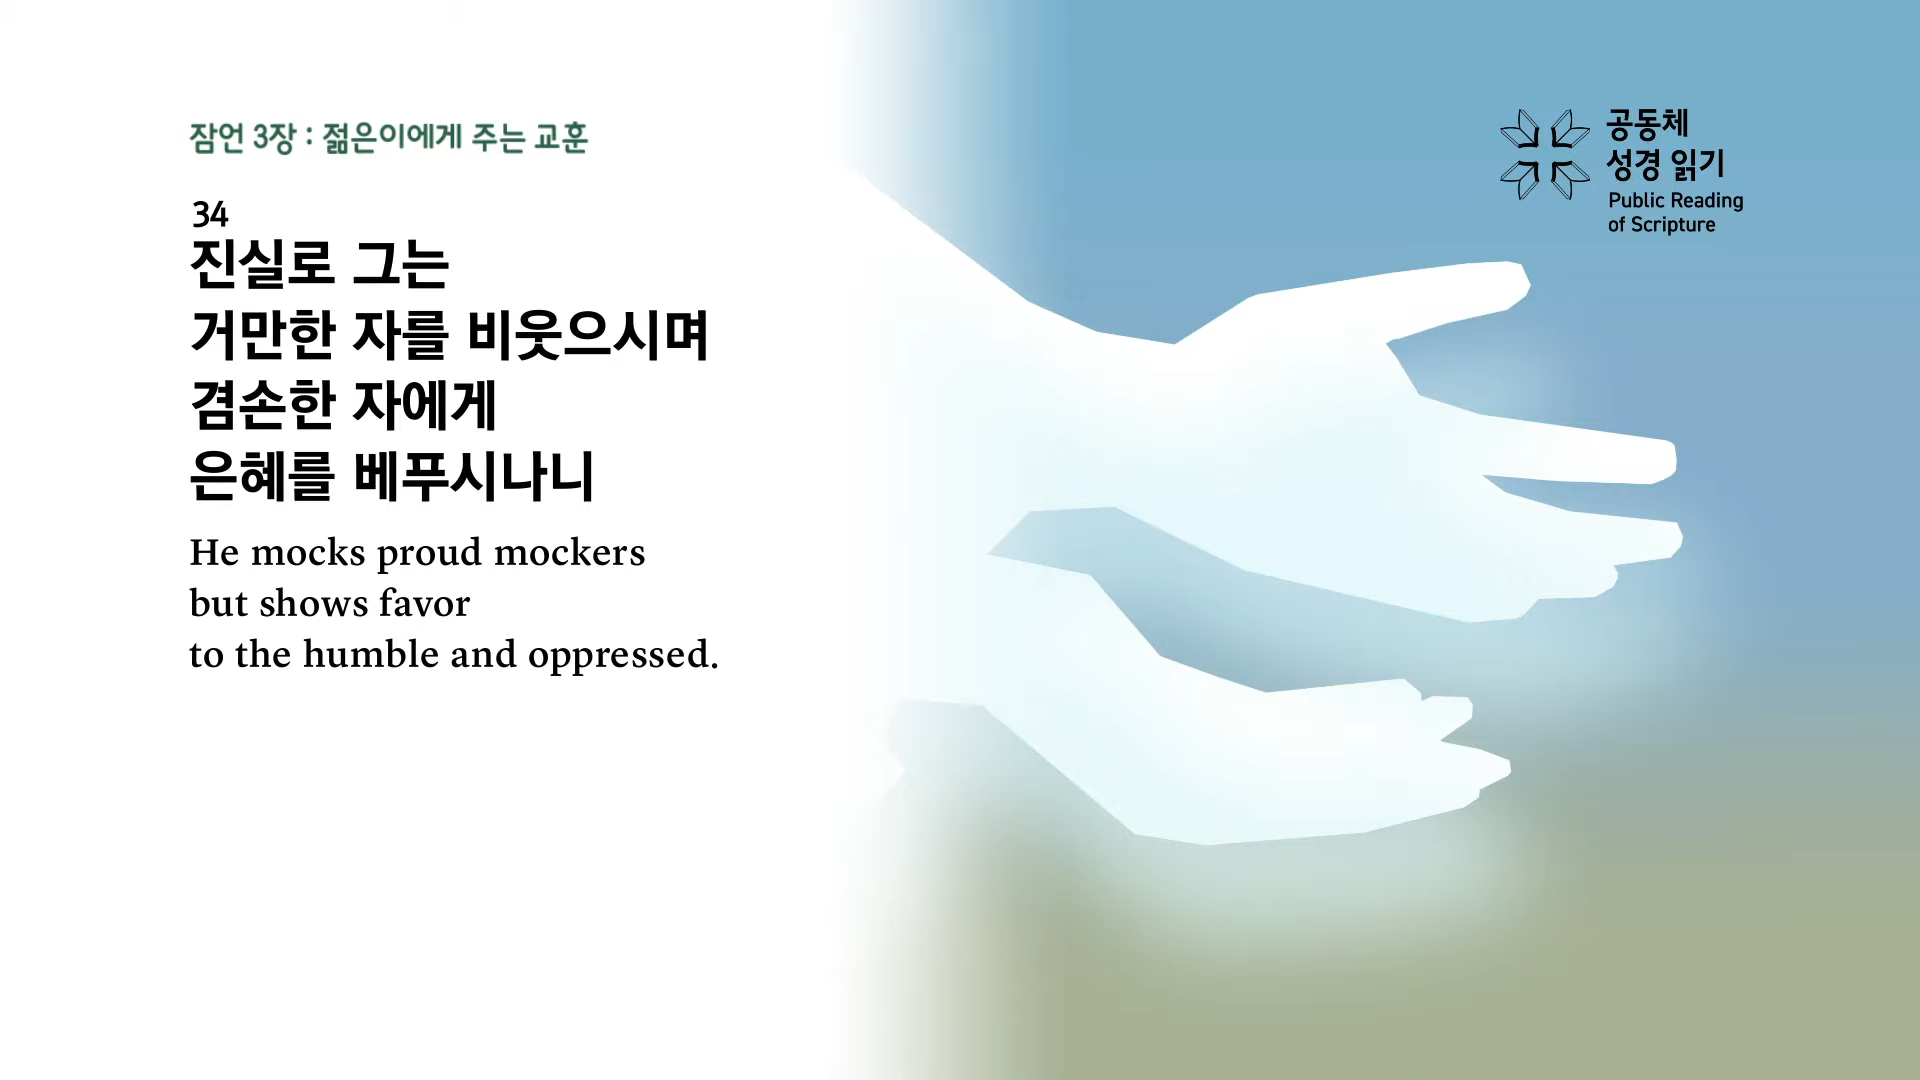 잠언 3장 : 젊은이에게 주는 교훈
34
진실로 그는
거만한 자를 비웃으시며
겸손한 자에게
은혜를 베푸시나니
He mocks proud mockers
but shows favor
to the humble and oppressed.
공동체
성경 읽기
Public Reading
of Scripture